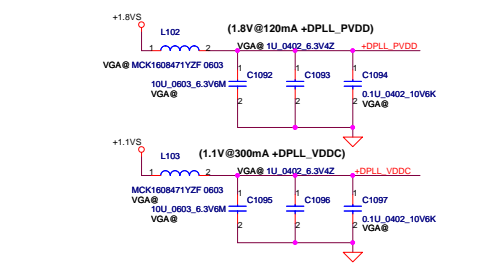 +1.8VS
(1.8V@120mA +DPLL_PVDD)
L102
1 2
VGA@ 1U_0402_6.3V4Z
+DPLL_PVDD
VGA@ MCK1608471YZF 0603
10U_0603_6.3V6M
VGA@
1 C1092 2
1 C1093 2
1 C1094 2
0.1U_0402_10V6K
VGA@
+1.1VS
(1.1V@300mA +DPLL_VDDC)
L103
1 2
VGA@ 1U_0402_6.3V4Z
+DPLL_VDDC
MCK1608471YZF 0603
VGA@
10U_0603_6.3V6M
VGA@
1 C1095 2
1 C1096 2
1 C1097 2
0.1U_0402_10V6K
VGA@